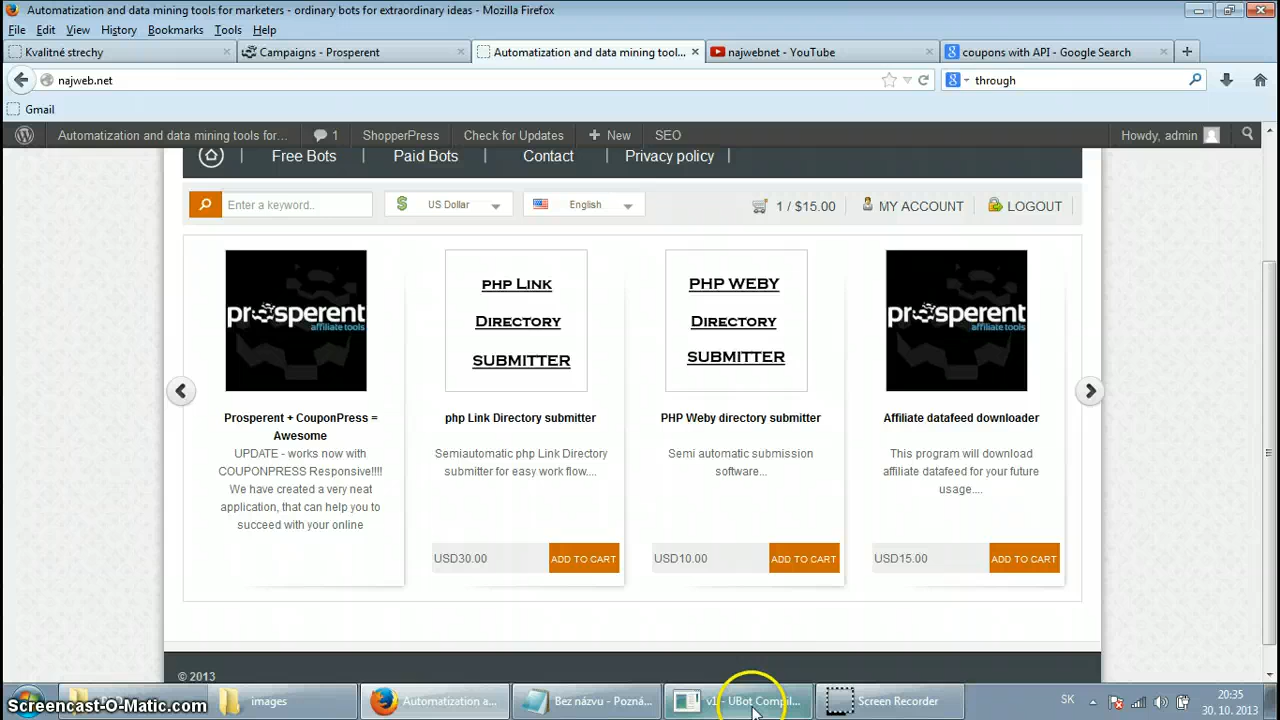 Automatization and data mining tools for marketers - ordinary bots for extraordinary ideas - Mozilla Firefox
File Edit View History Bookmarks Tools Help
Kvalitné strechy
Campaigns - Prosperent
Automatization and data mining tool...
najwebnet - YouTube
coupons with API - Google Search
najweb.net
through
Gmail
Automatization and data mining tools for...
1
ShopperPress
Check for Updates
New
SEO
Howdy, admin
Free Bots
Paid Bots
Contact
Privacy policy
Enter a keyword..
US Dollar
English
1 / $15.00
MY ACCOUNT
LOGOUT
prosperent
affiliate tools
Prosperent + CouponPress =
Awesome
UPDATE - works now with
COUPONPRESS Responsive!!!!
We have created a very neat
application, that can help you to
succeed with your online
PHP LINK
DIRECTORY
SUBMITTER
php Link Directory submitter
Semiautomatic php Link Directory
submitter for easy work flow....
USD30.00
ADD TO CART
PHP WEBY
DIRECTORY
SUBMITTER
PHP Weby directory submitter
Semi automatic submission
software...
USD10.00
ADD TO CART
prosperent
affiliate tools
Affiliate datafeed downloader
This program will download
affiliate datafeed for your future
usage....
USD15.00
ADD TO CART
© 2013
Screencast-O-Matic.com
images
Automatization a...
Bez názvu – Pozná...
v1 - UBot Compil...
Screen Recorder
SK
20:35
30. 10. 2013